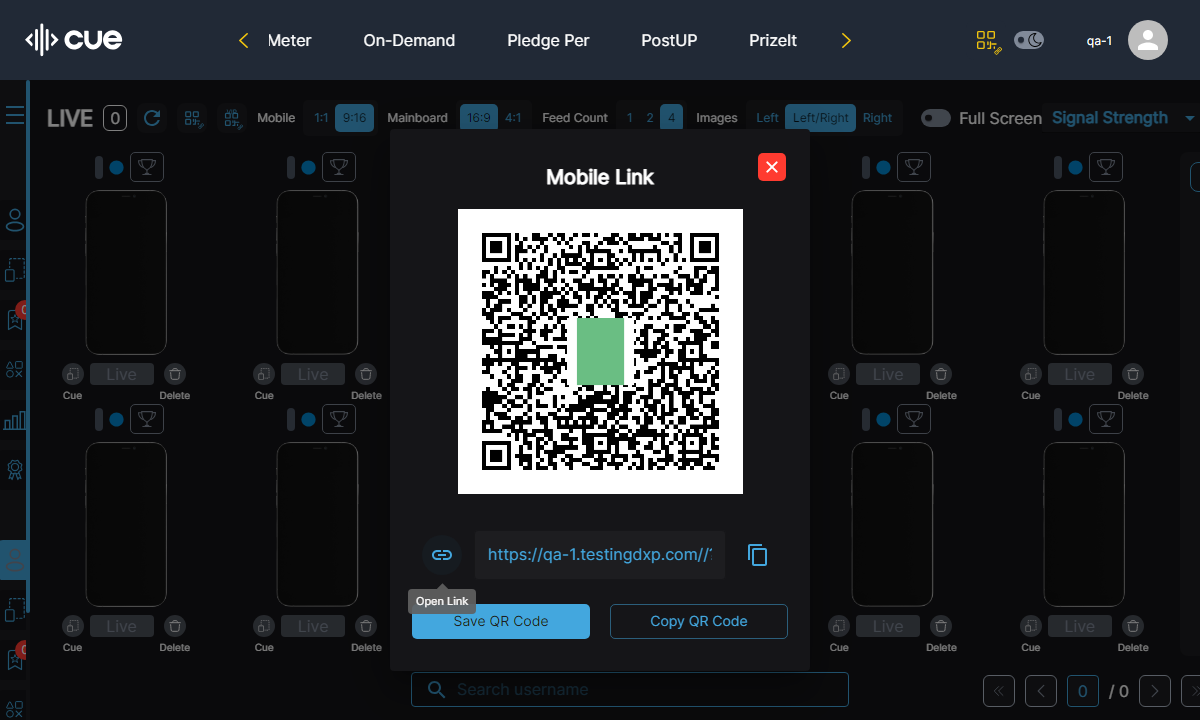 cue
Meter On-Demand Pledge Per PostUP PrizeIt
qa-1
LIVE 0 Mobile 1:1 9:16 Mainboard 16:9 4:1 Feed Count 1 2 4 Images Left Left/Right Right Full Screen Signal Strength
Mobile Link
Live Live Live Live
Cue Delete Cue Delete Cue Delete Cue Delete
https://qa-1.testingdxp.com//?
Open Link
Save QR Code Copy QR Code
Live Live Live Live
Cue Delete Cue Delete Cue Delete Cue Delete
Search username
0 / 0